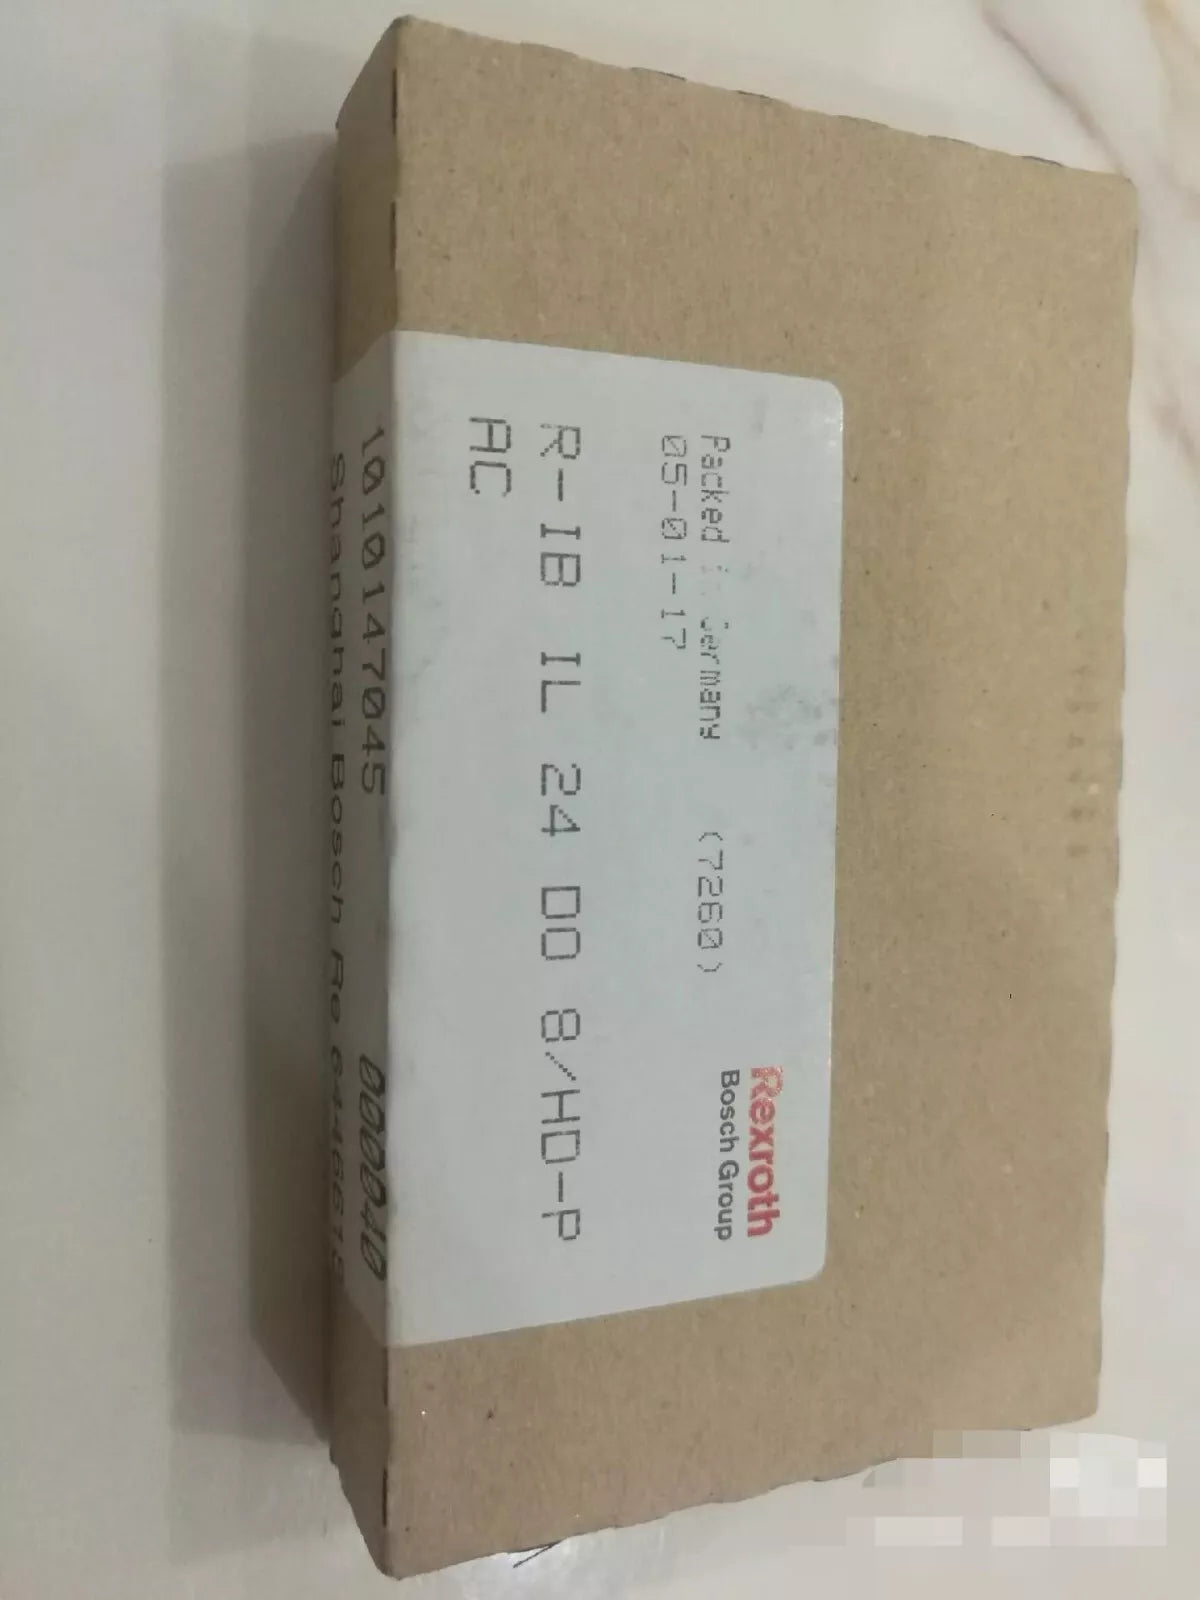 Rexroth
Bosch Group
Packed in Germany (7260)
05-01-17
R-IB IL 24 DO 8/HD-P
AC
1010147045 000040
Shanghai Bosch Re